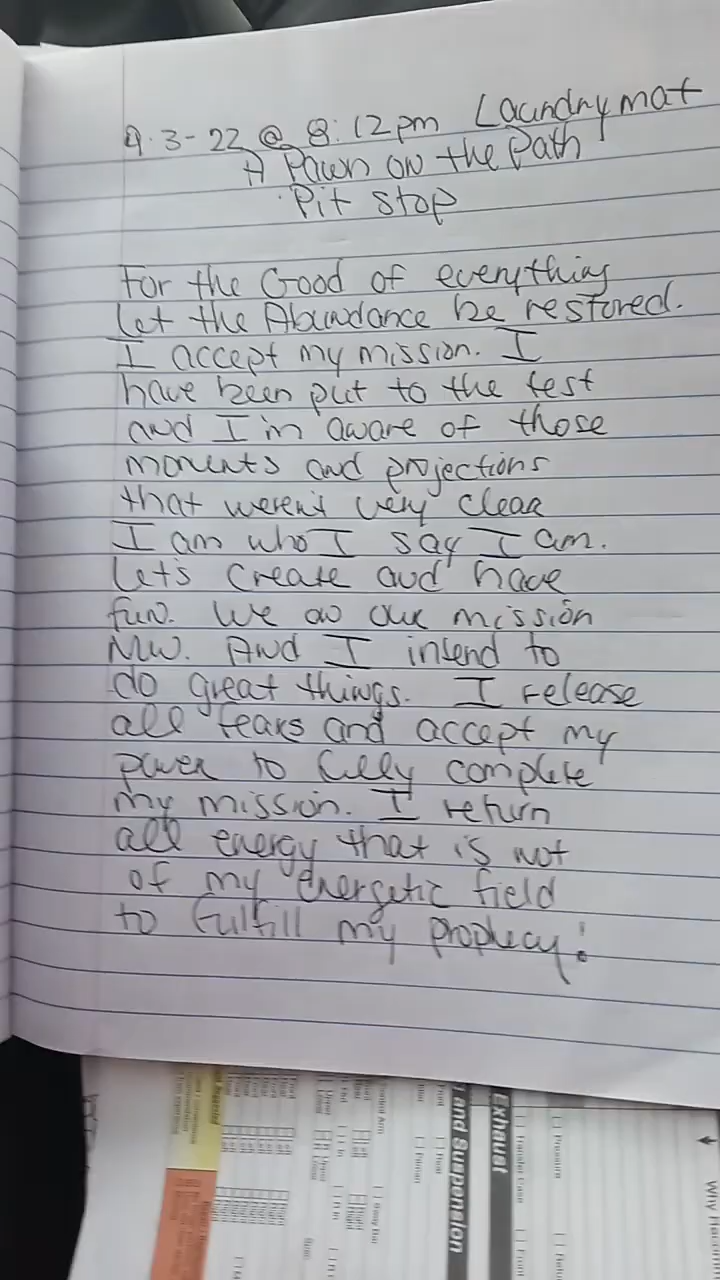 9.3-22 @ 8:12pm Laundrymat
A Pawn on the Path
Pit stop
For the Good of everything
Let the Abundance be restored.
I accept my mission. I
have been put to the test
and I'm aware of those
moments and projections
that weren't very clear
I am who I say I am.
Let's create and have
fun. We do our mission
NW. And I intend to
do great things. I release
all fears and accept my
power to fully complete
my mission. I return
all energy that is not
of my energetic field
to fulfill my prophecy!
Exhaust
and Suspension